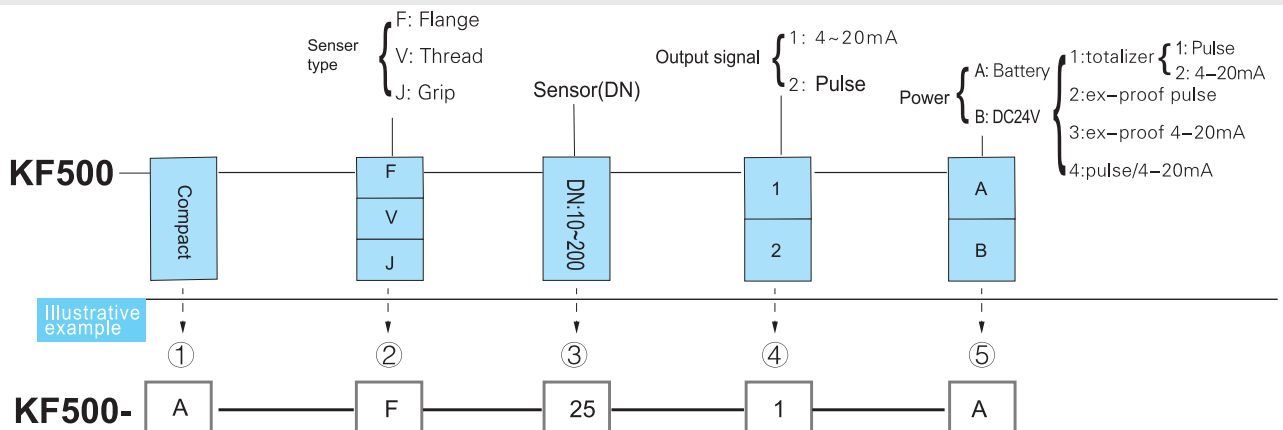 F: Flange
Senser type
V: Thread
J: Grip
Sensor(DN)
Output signal
1: 4~20mA
2: Pulse
Power
A: Battery
B: DC24V
1:totalizer
1: Pulse
2: 4–20mA
2:ex–proof pulse
3:ex–proof 4–20mA
4:pulse/4–20mA
KF500
Compact
F
V
J
DN:10~200
1
2
A
B
Illustrative
example
① ② ③ ④ ⑤
KF500- A F 25 1 A